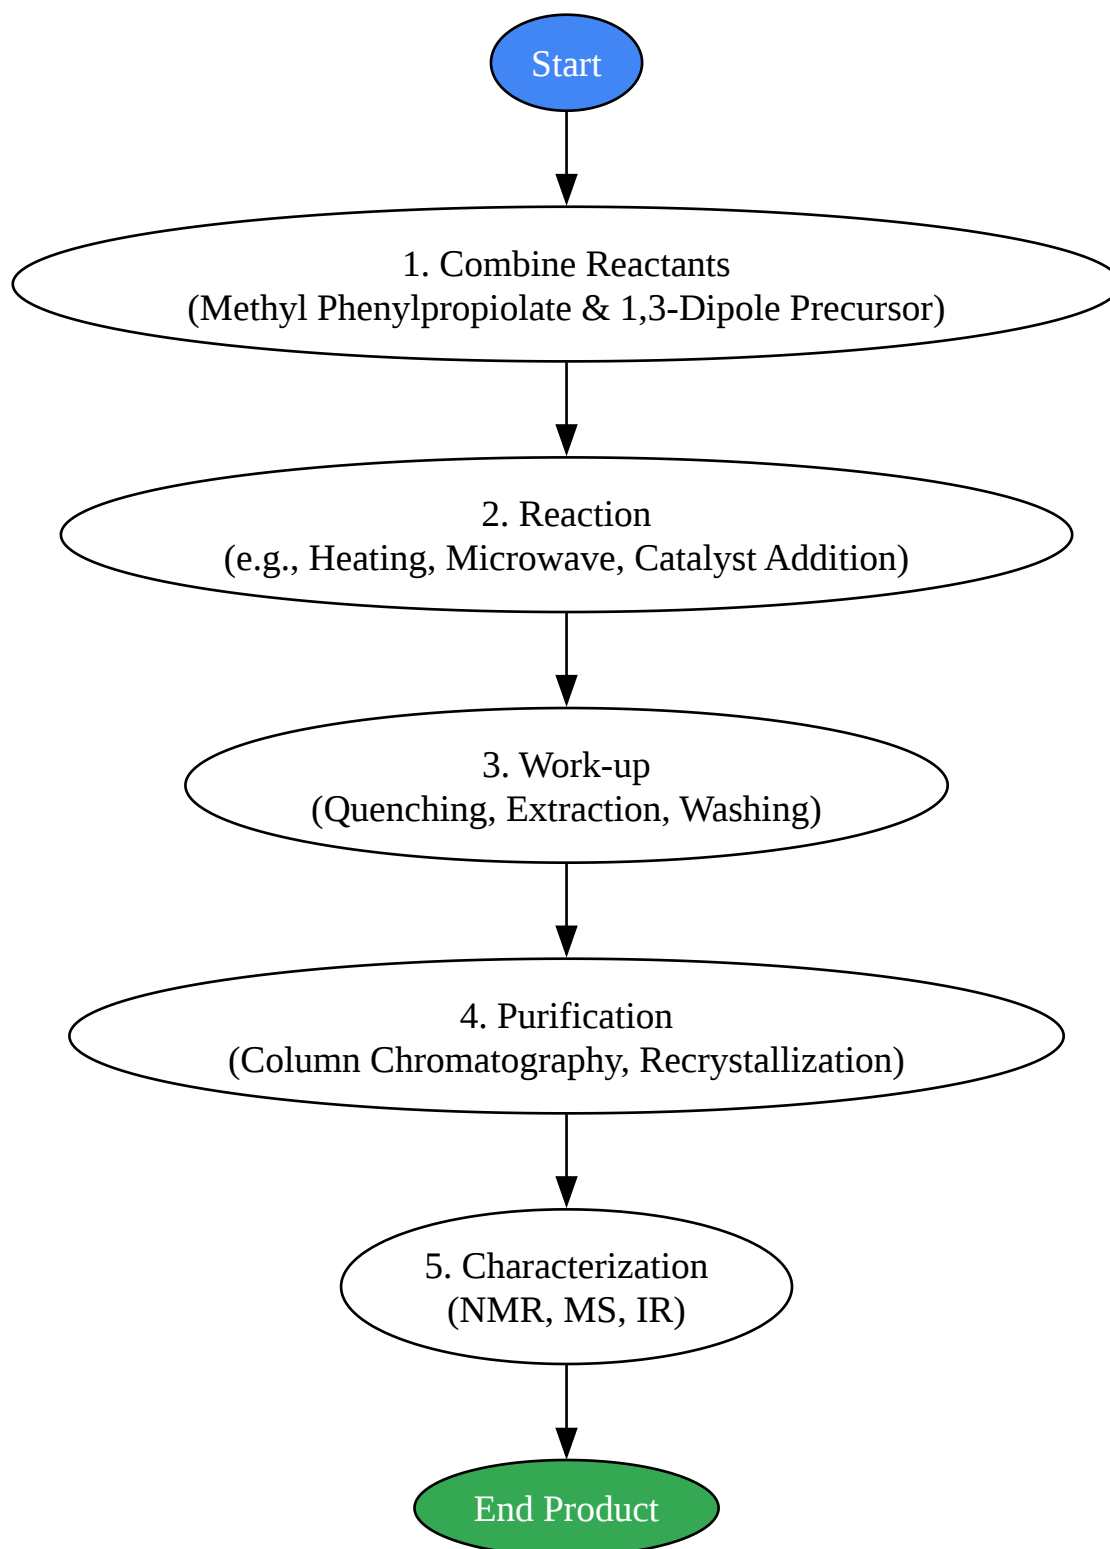 Start
1. Combine Reactants
(Methyl Phenylpropiolate & 1,3-Dipole Precursor)
2. Reaction
(e.g., Heating, Microwave, Catalyst Addition)
3. Work-up
(Quenching, Extraction, Washing)
4. Purification
(Column Chromatography, Recrystallization)
5. Characterization
(NMR, MS, IR)
End Product